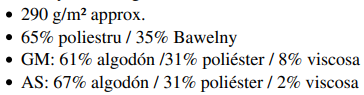 • 290 g/m² approx.
• 65% poliestru / 35% Bawelny
• GM: 61% algodón /31% poliéster / 8% viscosa
• AS: 67% algodón / 31% poliéster / 2% viscosa